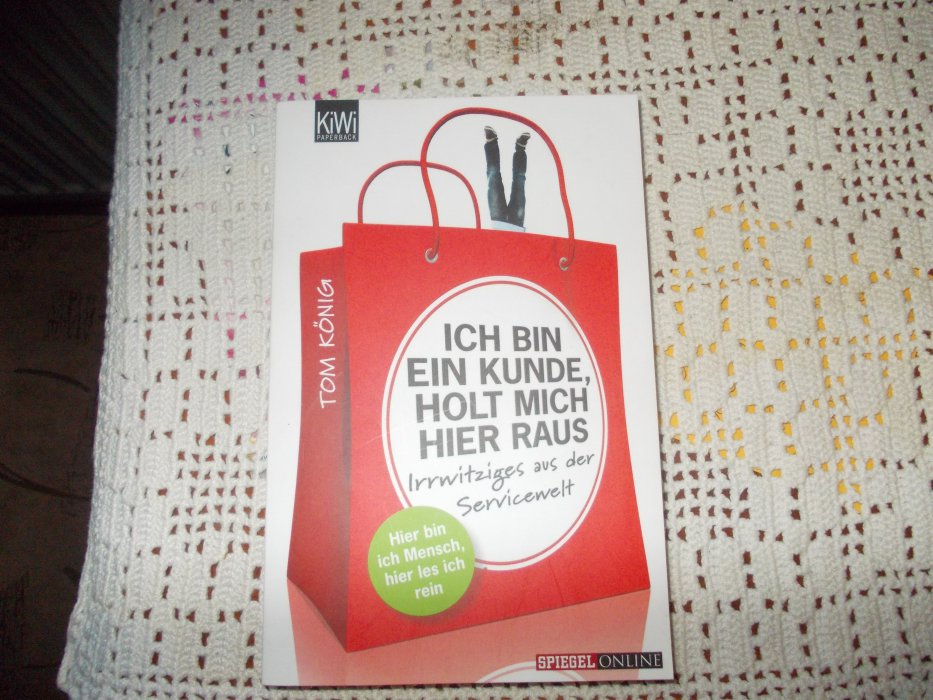 KiWi
PAPERBACK
TOM KÖNIG
ICH BIN
EIN KUNDE,
HOLT MICH
HIER RAUS
Irrwitziges aus der
Servicewelt
Hier bin
ich Mensch,
hier les ich
rein
SPIEGEL ONLINE